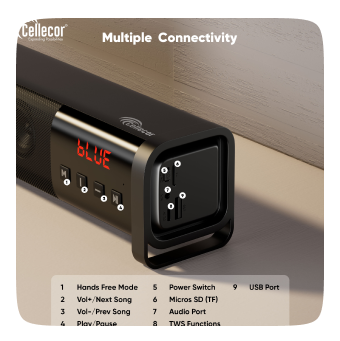 Cellecor
Multiple Connectivity
Cellecor
bLUE
1 Hands Free Mode 5 Power Switch 9 USB Port
2 Vol+/Next Song 6 Micros SD (TF)
3 Vol-/Prev Song 7 Audio Port
4 Play/Pause 8 TWS Functions